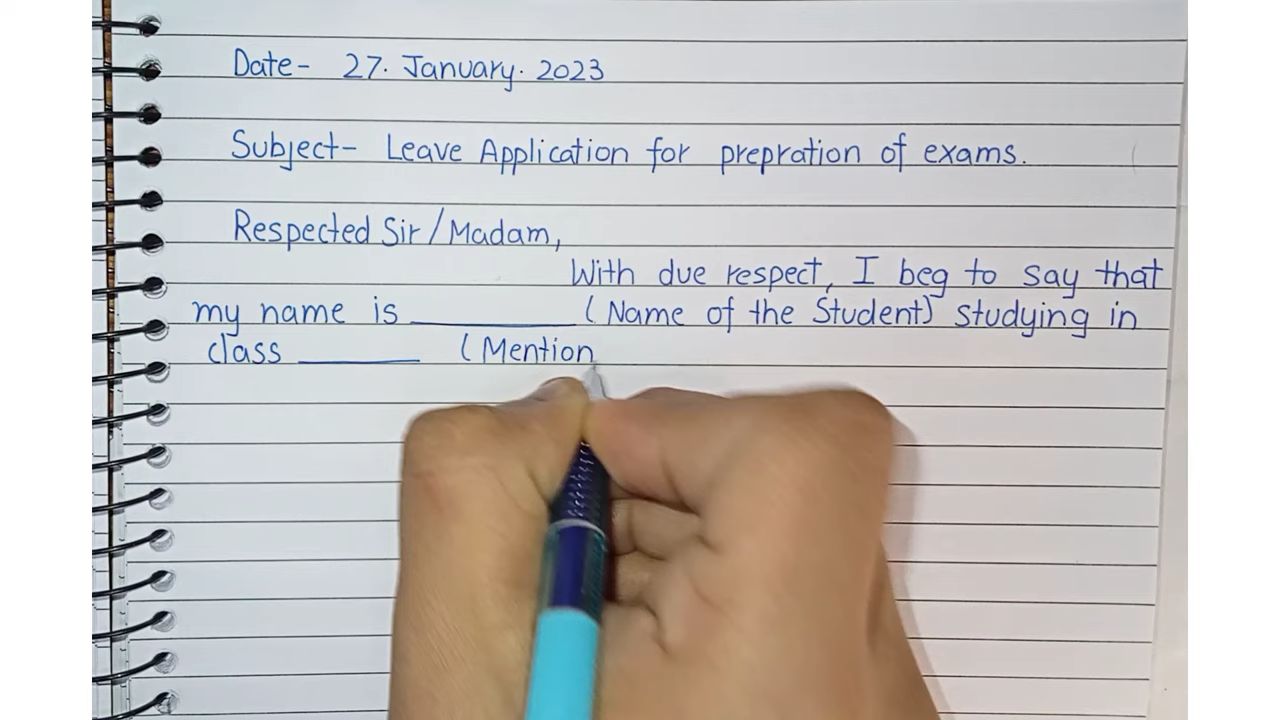 Date- 27. January. 2023
Subject- Leave Application for prepration of exams.
Respected Sir/Madam,
With due respect, I beg to say that
my name is __________ (Name of the Student) studying in
class ________ (Mention